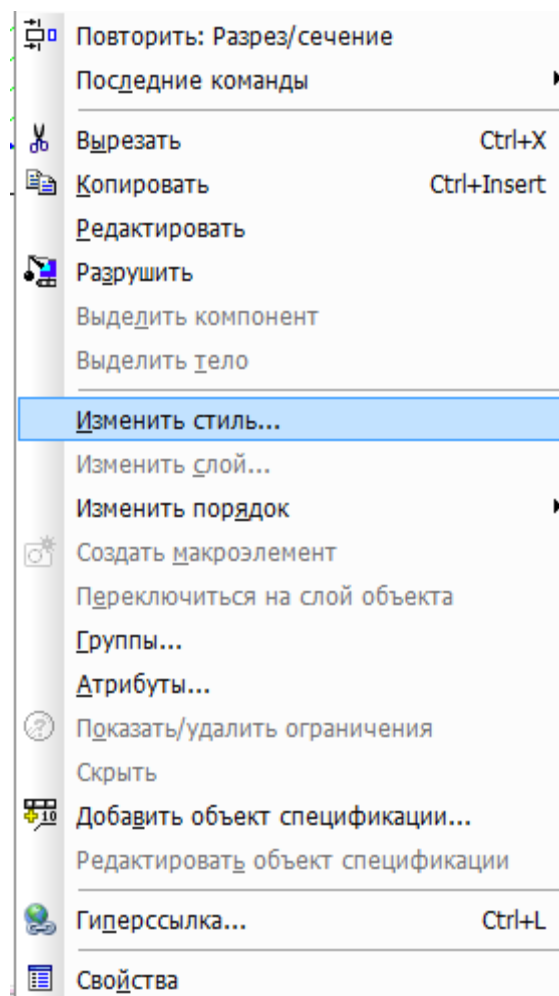 Повторить: Разрез/сечение
Последние команды
Вырезать Ctrl+X
Копировать Ctrl+Insert
Редактировать
Разрушить
Выделить компонент
Выделить тело
Изменить стиль...
Изменить слой...
Изменить порядок
Создать макроэлемент
Переключиться на слой объекта
Группы...
Атрибуты...
Показать/удалить ограничения
Скрыть
Добавить объект спецификации...
Редактировать объект спецификации
Гиперссылка... Ctrl+L
Свойства